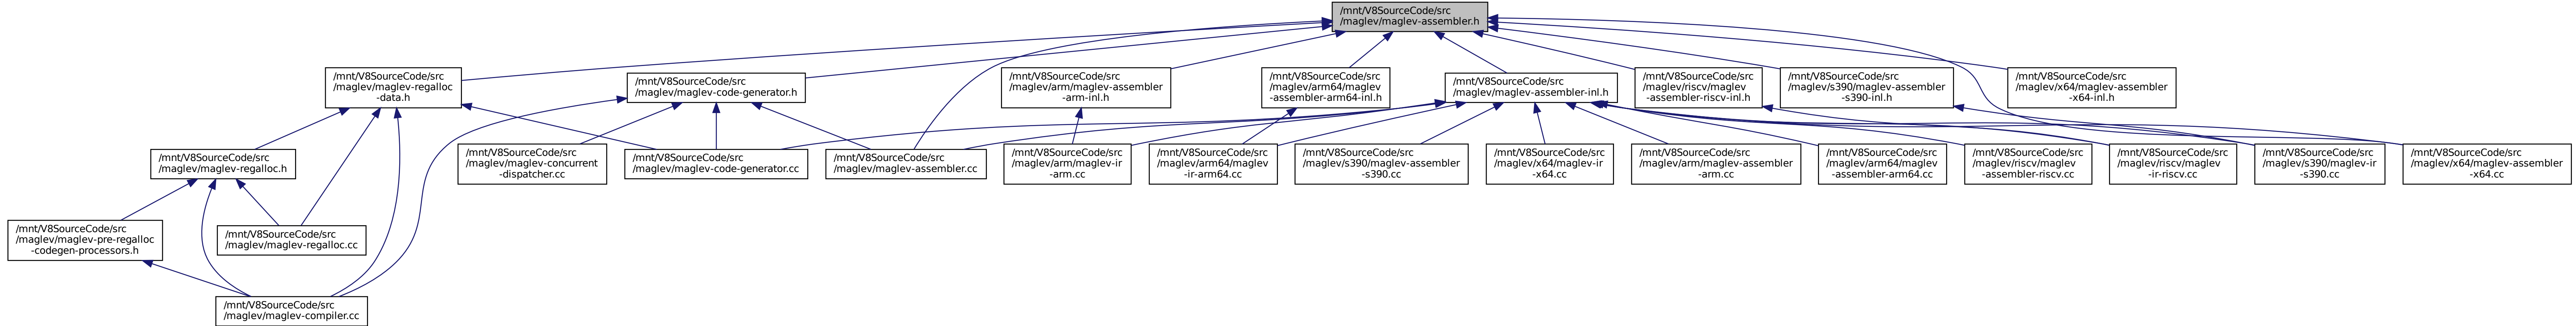 /mnt/V8SourceCode/src
/maglev/maglev-assembler.h
/mnt/V8SourceCode/src
/maglev/maglev-regalloc
-data.h
/mnt/V8SourceCode/src
/maglev/maglev-code-generator.h
/mnt/V8SourceCode/src
/maglev/arm/maglev-assembler
-arm-inl.h
/mnt/V8SourceCode/src
/maglev/arm64/maglev
-assembler-arm64-inl.h
/mnt/V8SourceCode/src
/maglev/maglev-assembler-inl.h
/mnt/V8SourceCode/src
/maglev/riscv/maglev
-assembler-riscv-inl.h
/mnt/V8SourceCode/src
/maglev/s390/maglev-assembler
-s390-inl.h
/mnt/V8SourceCode/src
/maglev/x64/maglev-assembler
-x64-inl.h
/mnt/V8SourceCode/src
/maglev/maglev-regalloc.h
/mnt/V8SourceCode/src
/maglev/maglev-concurrent
-dispatcher.cc
/mnt/V8SourceCode/src
/maglev/maglev-code-generator.cc
/mnt/V8SourceCode/src
/maglev/maglev-assembler.cc
/mnt/V8SourceCode/src
/maglev/arm/maglev-ir
-arm.cc
/mnt/V8SourceCode/src
/maglev/arm64/maglev
-ir-arm64.cc
/mnt/V8SourceCode/src
/maglev/s390/maglev-assembler
-s390.cc
/mnt/V8SourceCode/src
/maglev/x64/maglev-ir
-x64.cc
/mnt/V8SourceCode/src
/maglev/arm/maglev-assembler
-arm.cc
/mnt/V8SourceCode/src
/maglev/arm64/maglev
-assembler-arm64.cc
/mnt/V8SourceCode/src
/maglev/riscv/maglev
-assembler-riscv.cc
/mnt/V8SourceCode/src
/maglev/riscv/maglev
-ir-riscv.cc
/mnt/V8SourceCode/src
/maglev/s390/maglev-ir
-s390.cc
/mnt/V8SourceCode/src
/maglev/x64/maglev-assembler
-x64.cc
/mnt/V8SourceCode/src
/maglev/maglev-pre-regalloc
-codegen-processors.h
/mnt/V8SourceCode/src
/maglev/maglev-regalloc.cc
/mnt/V8SourceCode/src
/maglev/maglev-compiler.cc